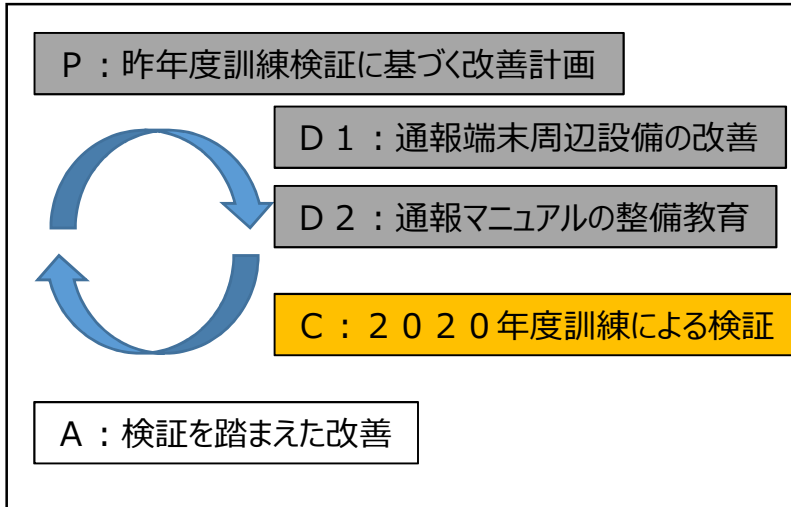 P：昨年度訓練検証に基づく改善計画
D１：通報端末周辺設備の改善
D２：通報マニュアルの整備教育
C：２０２０年度訓練による検証
A：検証を踏まえた改善